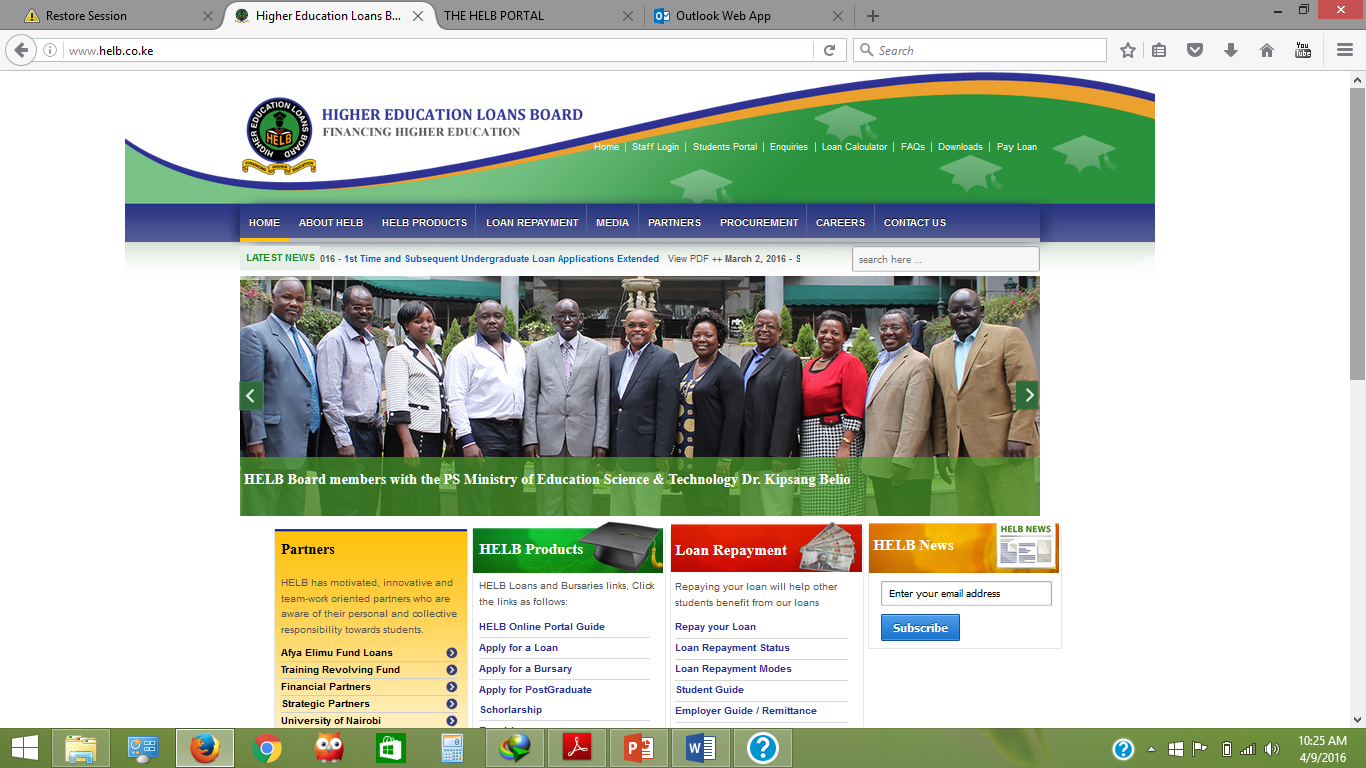 Restore Session
Higher Education Loans B...
THE HELB PORTAL
Outlook Web App
www.helb.co.ke
Search
You Tube
HIGHER EDUCATION LOANS BOARD
HELB
HIGHER EDUCATION LOANS BOARD
FINANCING HIGHER EDUCATION
Home | Staff Login | Students Portal | Enquiries | Loan Calculator | FAQs | Downloads | Pay Loan
HOME ABOUT HELB HELB PRODUCTS LOAN REPAYMENT MEDIA PARTNERS PROCUREMENT CAREERS CONTACT US
LATEST NEWS 016 - 1st Time and Subsequent Undergraduate Loan Applications Extended View PDF ++ March 2, 2016 - S
search here ...
HELB Board members with the PS Ministry of Education Science & Technology Dr. Kipsang Belio
Partners
HELB has motivated, innovative and
team-work oriented partners who are
aware of their personal and collective
responsibility towards students.
Afya Elimu Fund Loans
Training Revolving Fund
Financial Partners
Strategic Partners
University of Nairobi
HELB Products
HELB Loans and Bursaries links, Click
the links as follows:
HELB Online Portal Guide
Apply for a Loan
Apply for a Bursary
Apply for PostGraduate
Schorlarship
Loan Repayment
Repaying your loan will help other
students benefit from our loans
Repay your Loan
Loan Repayment Status
Loan Repayment Modes
Student Guide
Employer Guide / Remittance
HELB News
HELB NEWS
Enter your email address
Subscribe
10:25 AM
4/9/2016